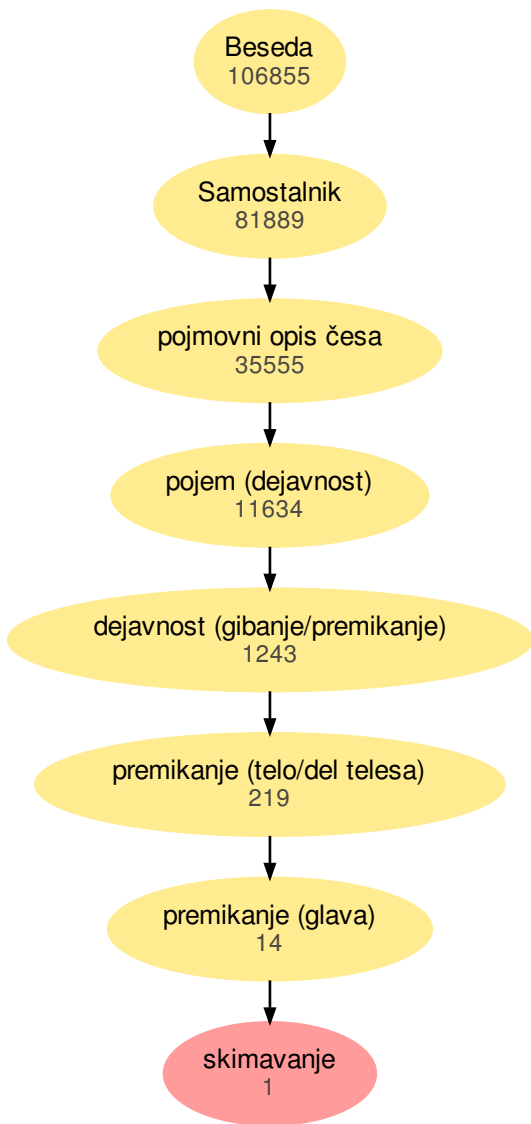 Beseda
106855
Samostalnik
81889
pojmovni opis česa
35555
pojem (dejavnost)
11634
dejavnost (gibanje/premikanje)
1243
premikanje (telo/del telesa)
219
premikanje (glava)
14
skimavanje
1